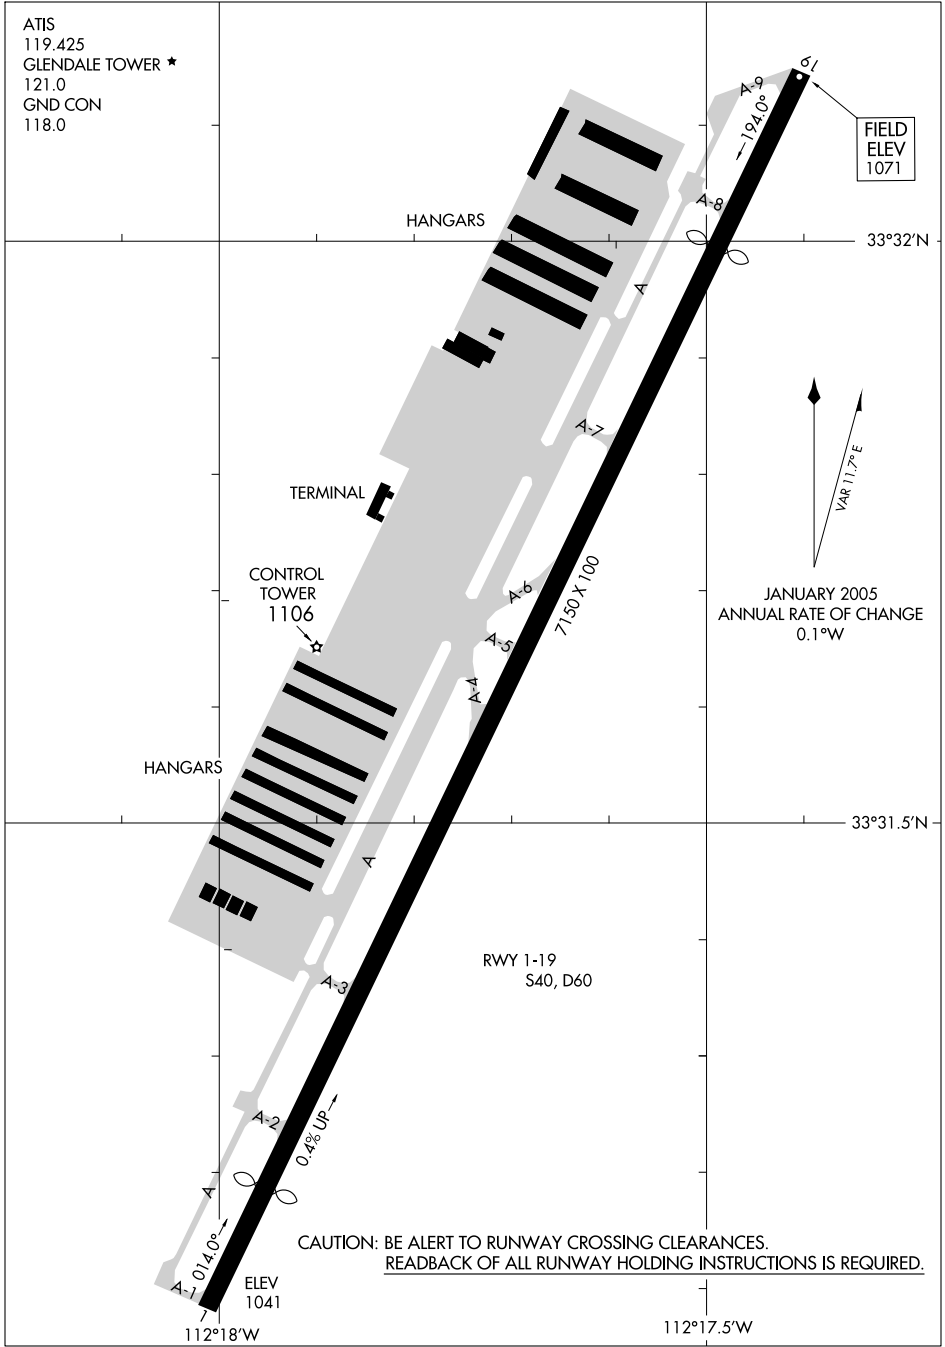 ATIS
119.425
GLENDALE TOWER ★
121.0
GND CON
118.0
19
A-9
194.0°
FIELD
ELEV
1071
A-8
HANGARS
33°32'N
A
A-7
VAR 11.7° E
TERMINAL
JANUARY 2005
ANNUAL RATE OF CHANGE
0.1°W
CONTROL
TOWER
1106
A-6
7150 X 100
A-5
A-4
HANGARS
33°31.5'N
A
RWY 1-19
S40, D60
A-3
A-2
0.4% UP
A
014.0°
CAUTION: BE ALERT TO RUNWAY CROSSING CLEARANCES.
READBACK OF ALL RUNWAY HOLDING INSTRUCTIONS IS REQUIRED.
A-1
ELEV
1041
1
112°18'W
112°17.5'W